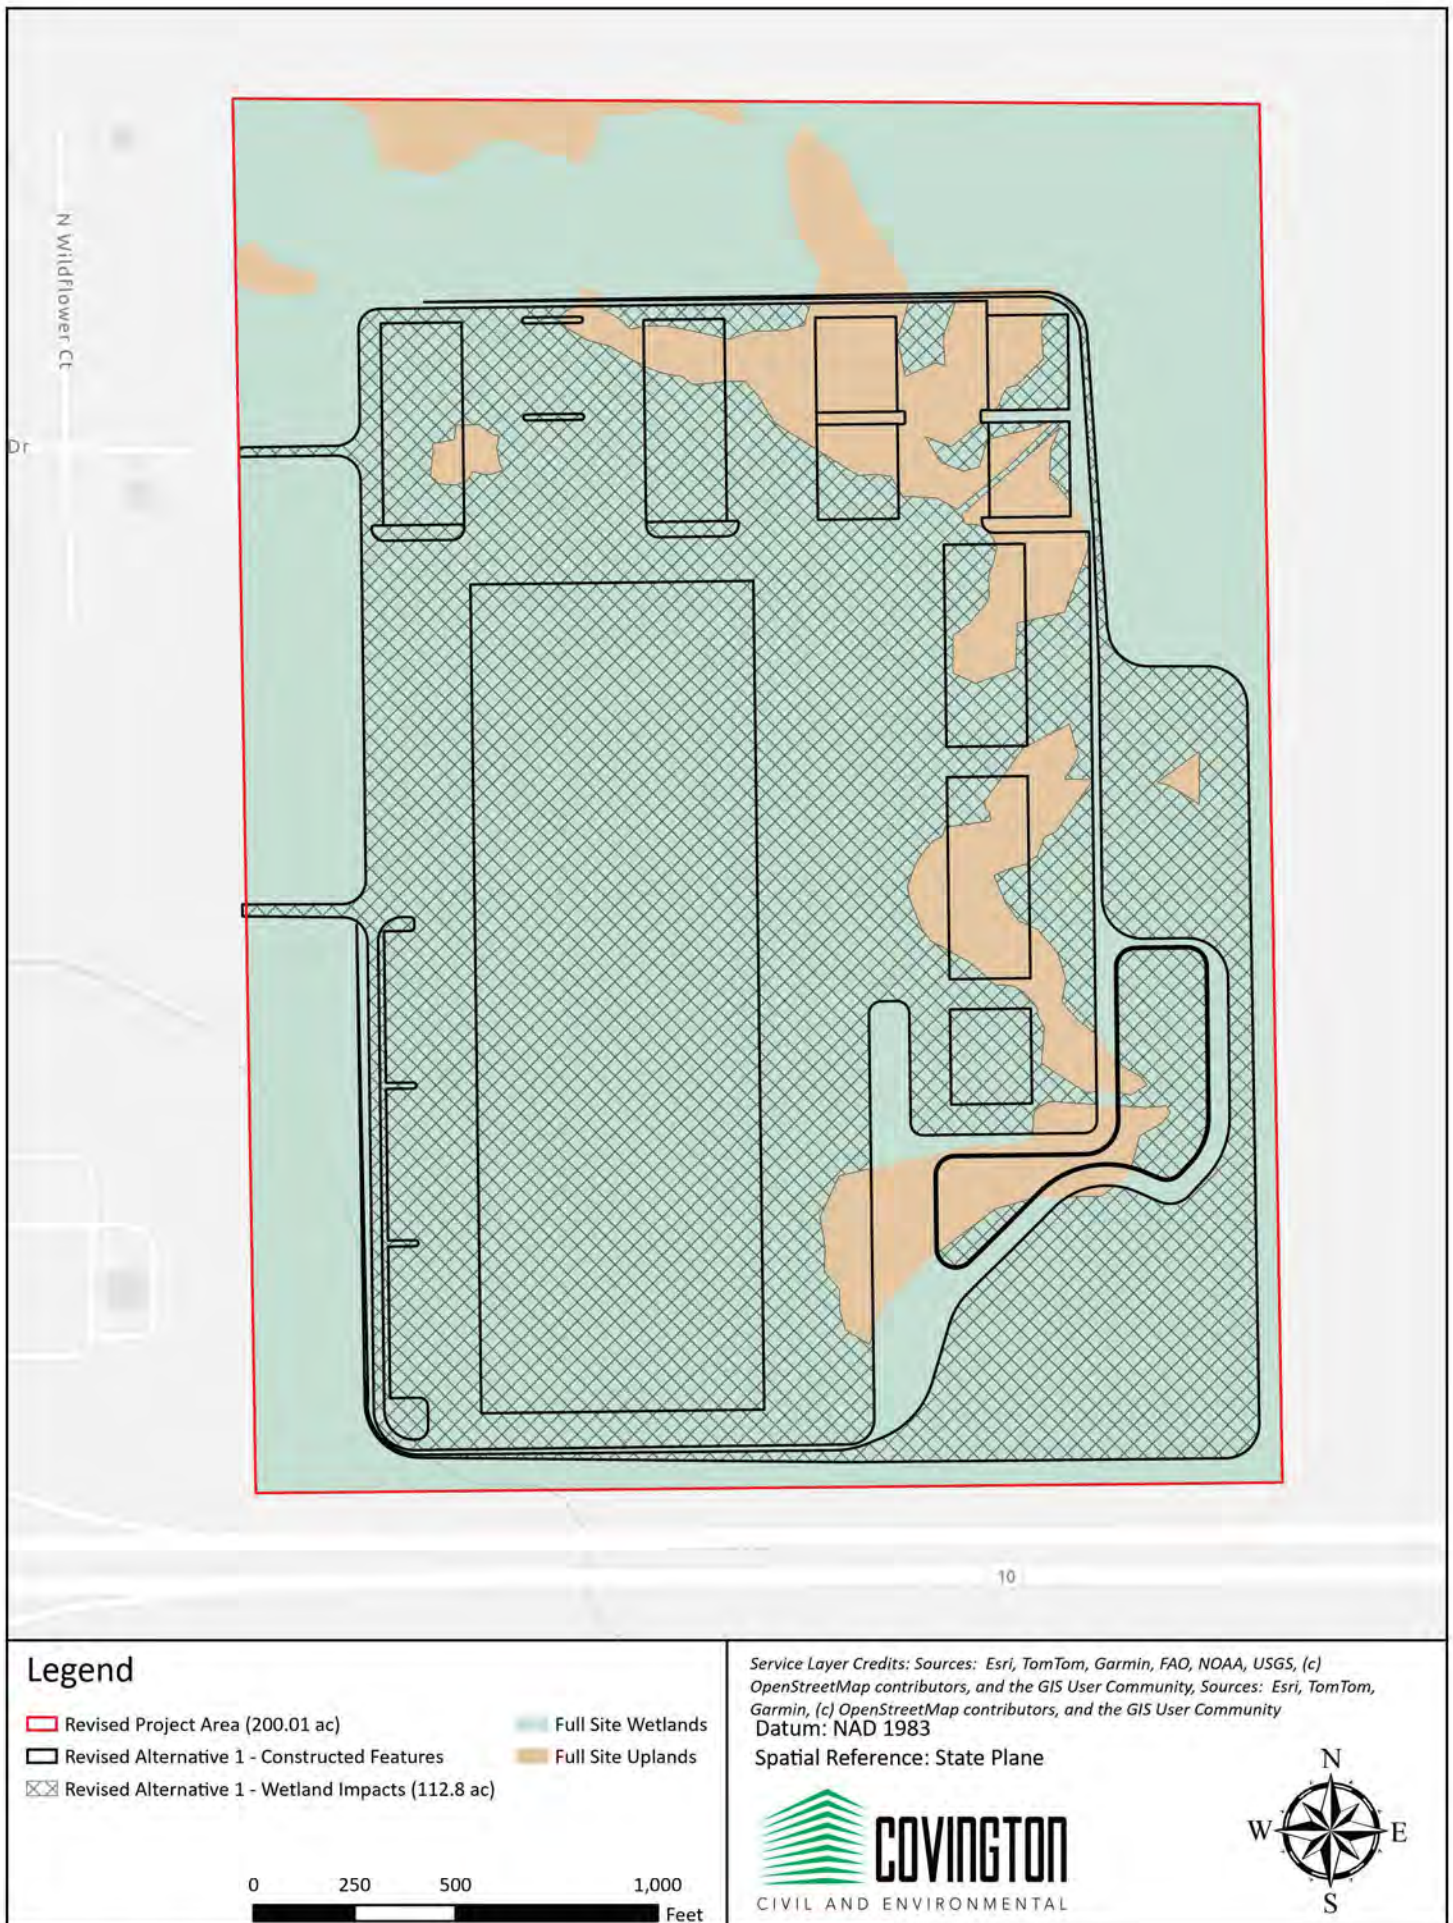 N Wildflower Ct
Dr
10
Legend
Revised Project Area (200.01 ac)
Revised Alternative 1 - Constructed Features
Revised Alternative 1 - Wetland Impacts (112.8 ac)
Full Site Wetlands
Full Site Uplands
0 250 500 1,000
Feet
Service Layer Credits: Sources: Esri, TomTom, Garmin, FAO, NOAA, USGS, (c)
OpenStreetMap contributors, and the GIS User Community, Sources: Esri, TomTom,
Garmin, (c) OpenStreetMap contributors, and the GIS User Community
Datum: NAD 1983
Spatial Reference: State Plane
COVINGTON
CIVIL AND ENVIRONMENTAL
N
W E
S